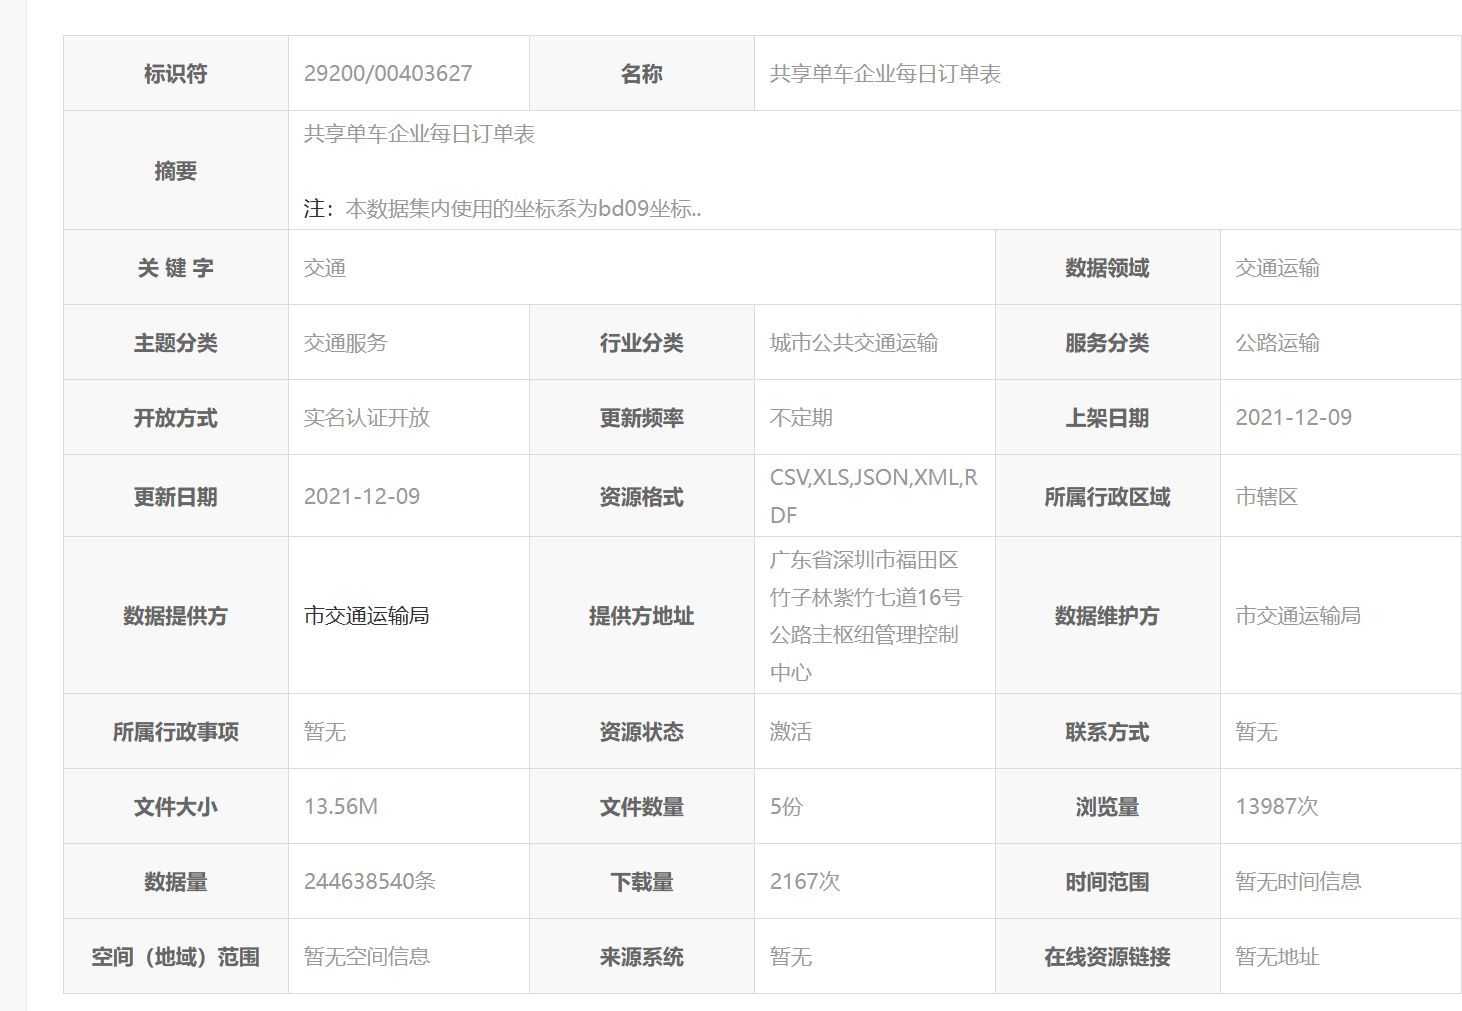 标识符 29200/00403627 名称 共享单车企业每日订单表
摘要 共享单车企业每日订单表
注：本数据集内使用的坐标系为bd09坐标..
关 键 字 交通 数据领域 交通运输
主题分类 交通服务 行业分类 城市公共交通运输 服务分类 公路运输
开放方式 实名认证开放 更新频率 不定期 上架日期 2021-12-09
更新日期 2021-12-09 资源格式 CSV,XLS,JSON,XML,R
DF 所属行政区域 市辖区
数据提供方 市交通运输局 提供方地址 广东省深圳市福田区
竹子林紫竹七道16号
公路主枢纽管理控制
中心 数据维护方 市交通运输局
所属行政事项 暂无 资源状态 激活 联系方式 暂无
文件大小 13.56M 文件数量 5份 浏览量 13987次
数据量 244638540条 下载量 2167次 时间范围 暂无时间信息
空间（地域）范围 暂无空间信息 来源系统 暂无 在线资源链接 暂无地址